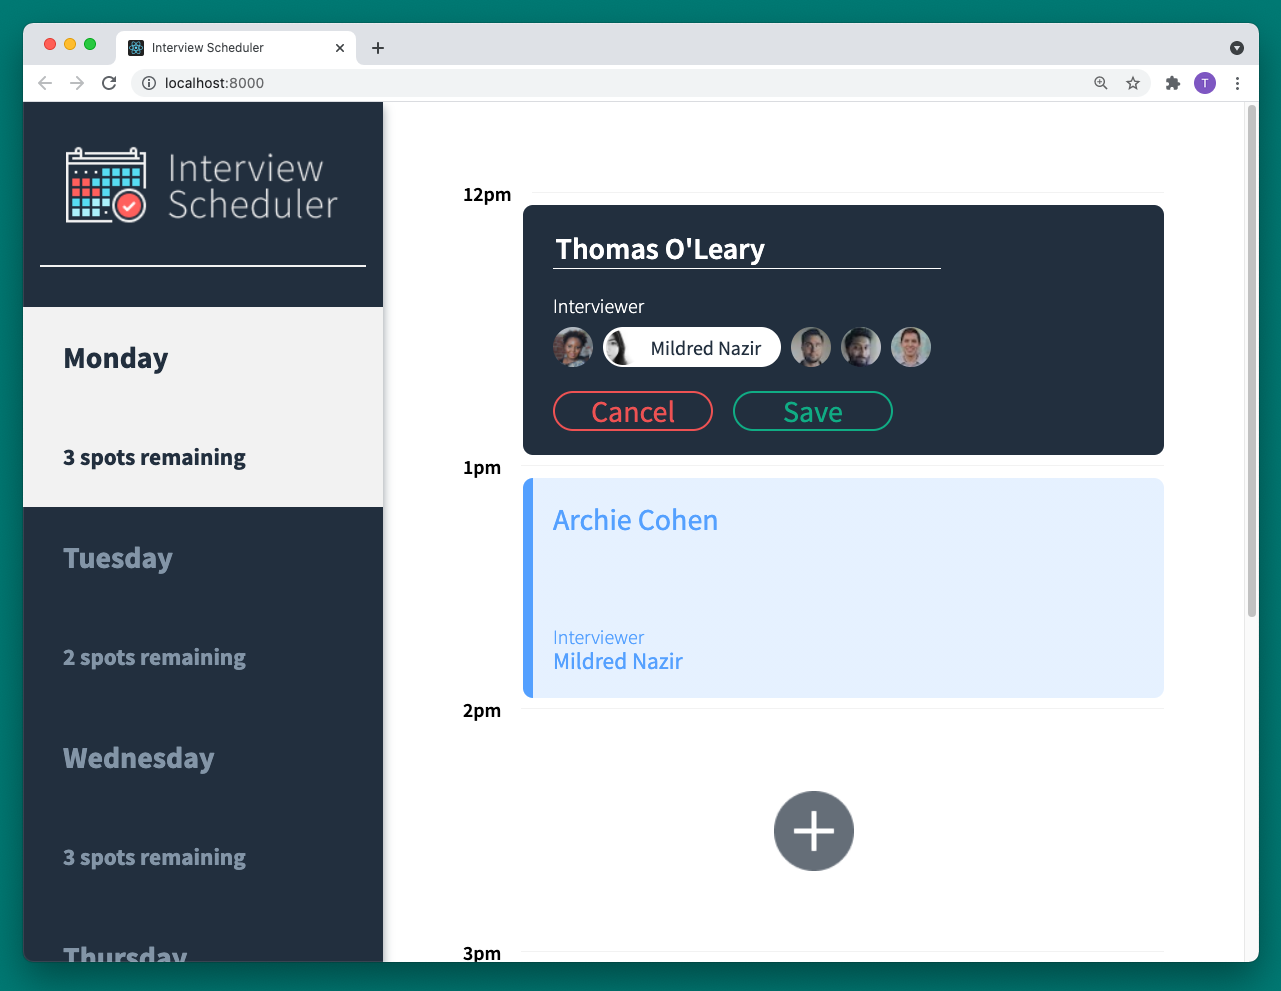 Interview Scheduler
localhost:8000
T
Interview
Scheduler
Monday
3 spots remaining
Tuesday
2 spots remaining
Wednesday
3 spots remaining
Thursday
12pm
Thomas O'Leary
Interviewer
Mildred Nazir
Cancel
Save
1pm
Archie Cohen
Interviewer
Mildred Nazir
2pm
3pm